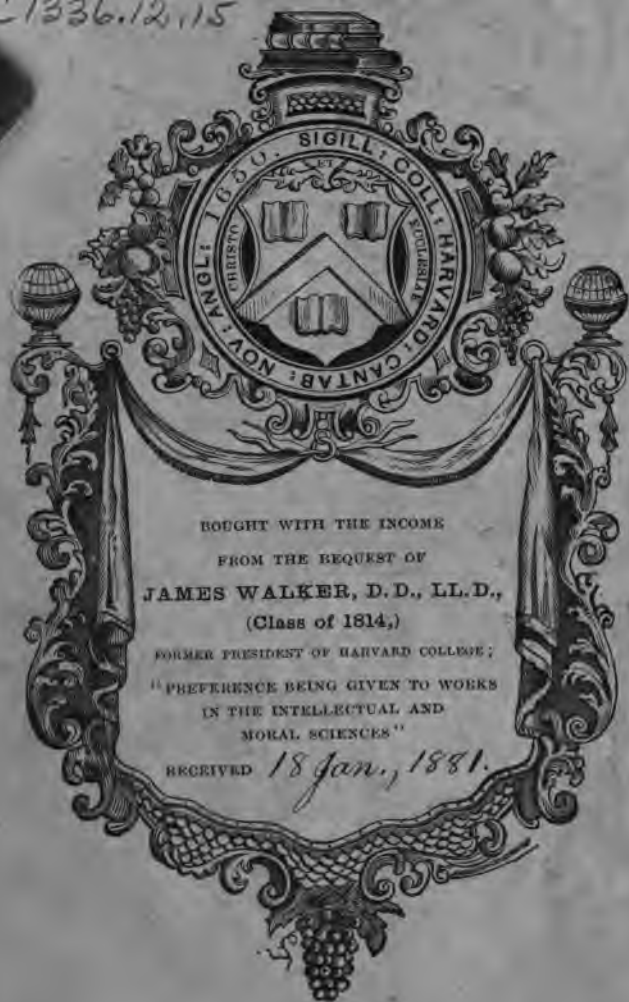 1336.12.15
1650. SIGILL: COLL: HARVARD: CANTAB: NOV: ANGL:
ET
CHRISTO
ECCLESIAE
BOUGHT WITH THE INCOME
FROM THE BEQUEST OF
JAMES WALKER, D.D., LL.D.,
(Class of 1814,)
FORMER PRESIDENT OF HARVARD COLLEGE;
"PREFERENCE BEING GIVEN TO WORKS
IN THE INTELLECTUAL AND
MORAL SCIENCES"
RECEIVED 18 Jan., 1881.